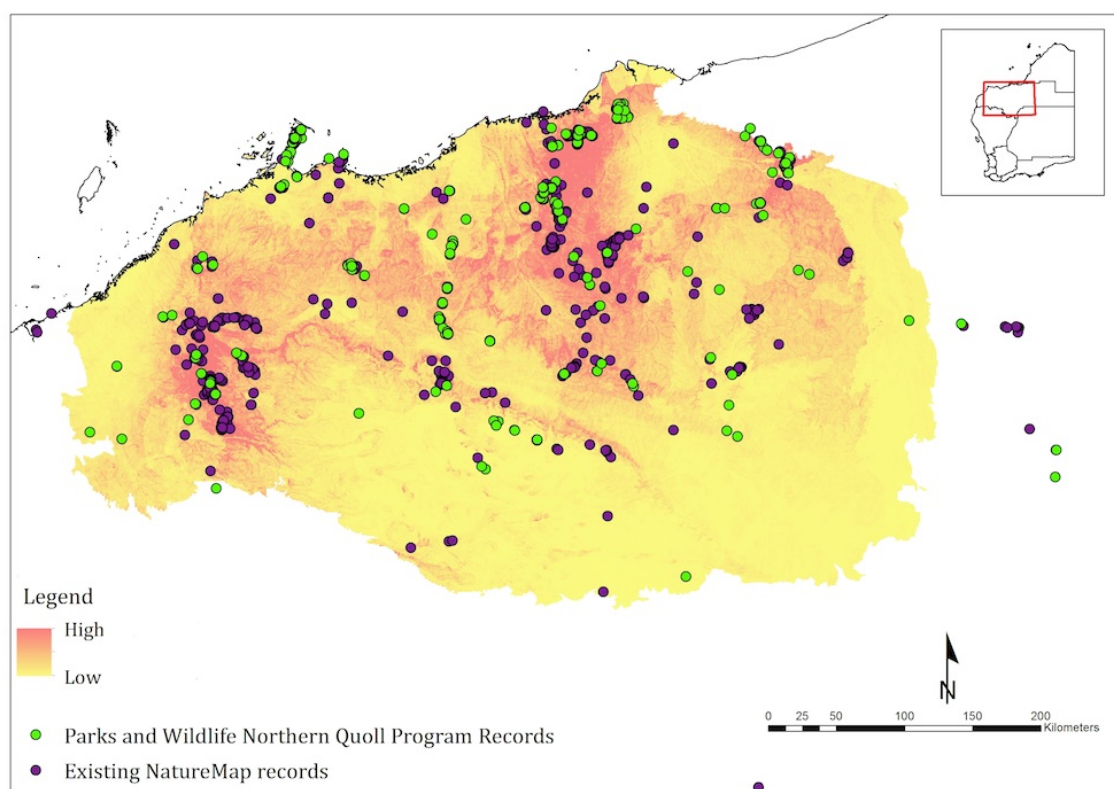 Legend
High
Low
Parks and Wildlife Northern Quoll Program Records
Existing NatureMap records
N
0 25 50 100 150 200
Kilometers